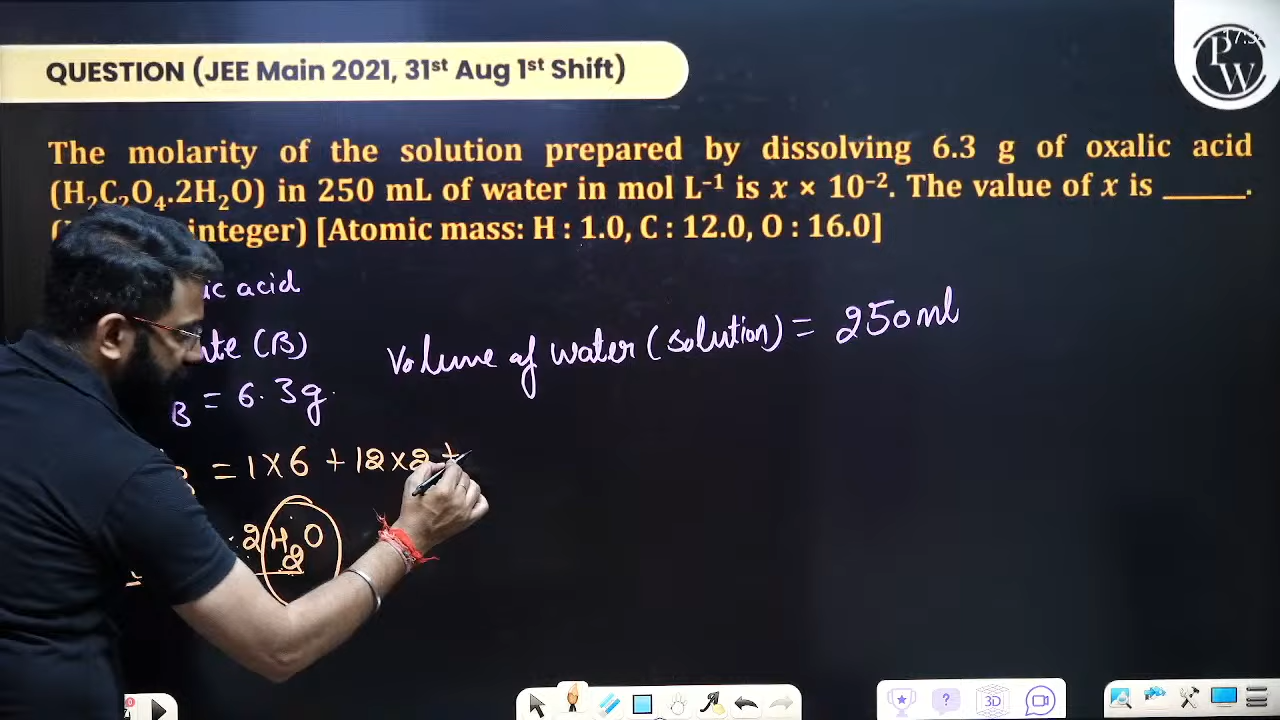 QUESTION (JEE Main 2021, 31st Aug 1st Shift)
The molarity of the solution prepared by dissolving 6.3 g of oxalic acid
(H₂C₂O₄.2H₂O) in 250 mL of water in mol L⁻¹ is x × 10⁻². The value of x is _____.
integer) [Atomic mass: H : 1.0, C : 12.0, O : 16.0]
acid
(B)
Volume of water (solution) = 250 ml
B = 6.3g.
= 1 × 6 + 12 × 2 +
. 2H₂O
PW
3D